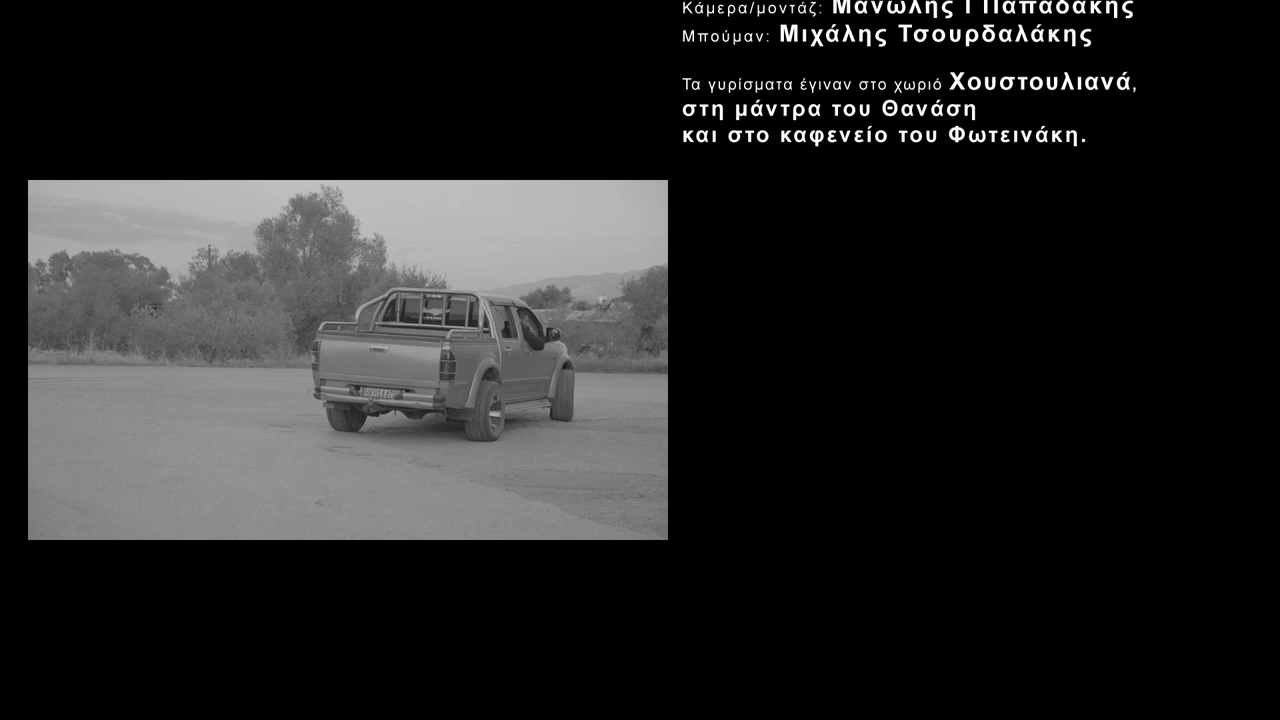 Κάμερα/μοντάζ: Μανώλης Ι Παπαδάκης
Μπούμαν: Μιχάλης Τσουρδαλάκης
Τα γυρίσματα έγιναν στο χωριό Χουστουλιανά,
στη μάντρα του Θανάση
και στο καφενείο του Φωτεινάκη.